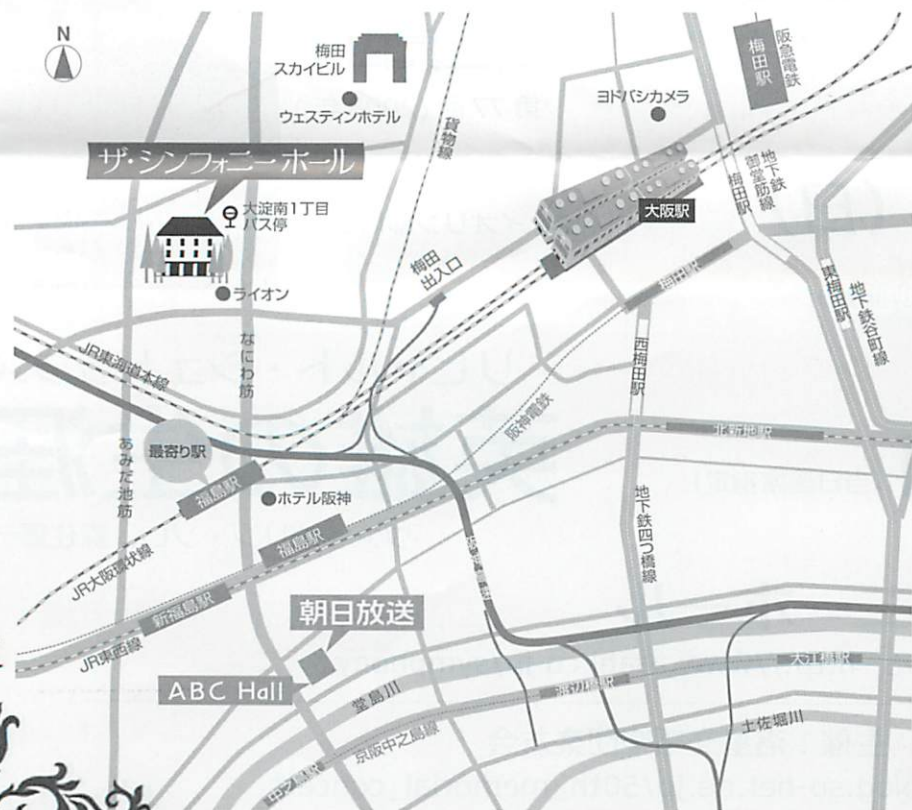 N
梅田
スカイビル
ウェスティンホテル
ヨドバシカメラ
阪急電鉄
梅田駅
貨物線
ザ・シンフォニーホール
大淀南1丁目
バス停
ライオン
大阪駅
地下鉄
御堂筋線
梅田駅
梅田
出入口
梅田駅
東梅田駅
地下鉄谷町線
JR東海道本線
なにわ筋
西梅田駅
阪神電鉄
北新地駅
最寄り駅
あみだ池筋
福島駅
ホテル阪神
福島駅
地下鉄四つ橋線
JR大阪環状線
新福島駅
JR東西線
朝日放送
ABC Hall
堂島川
渡辺橋駅
大江橋駅
京阪中之島線
土佐堀川
中之島駅